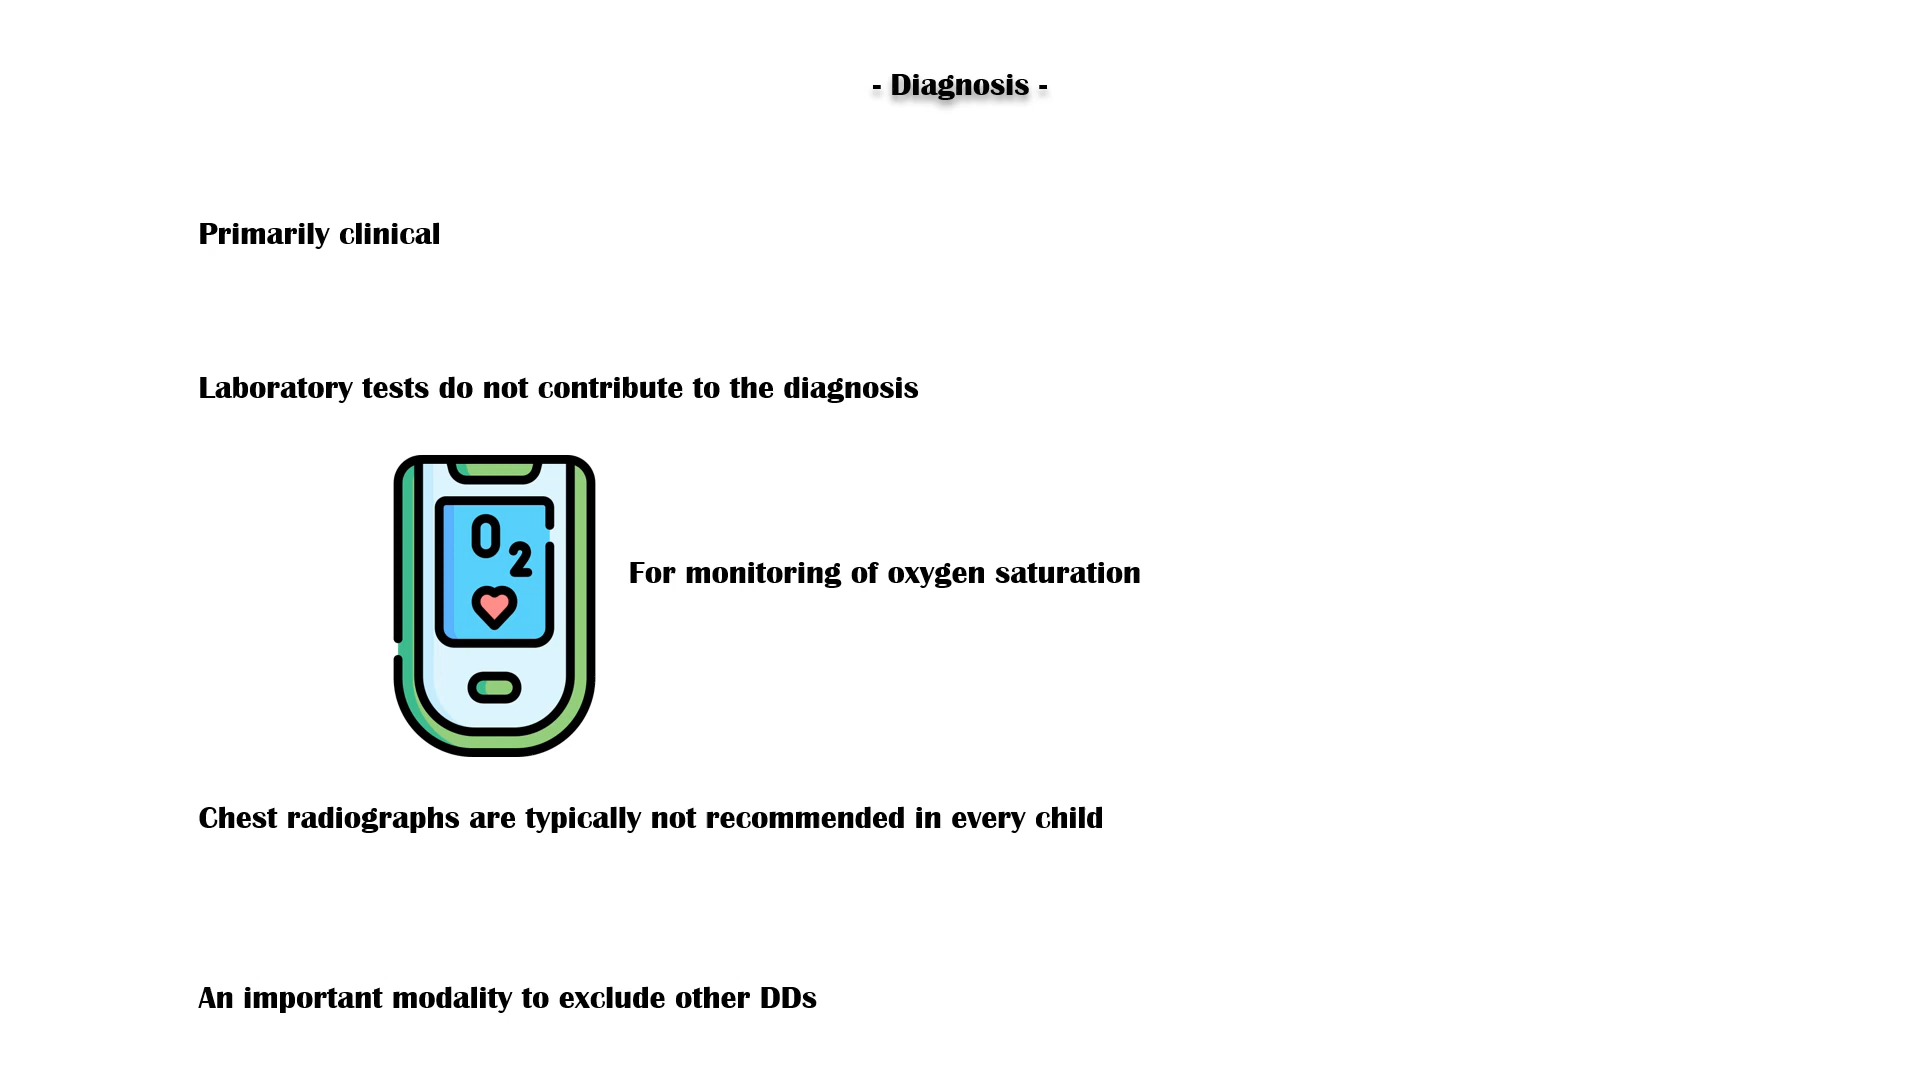 - Diagnosis -
Primarily clinical
Laboratory tests do not contribute to the diagnosis
O2
For monitoring of oxygen saturation
Chest radiographs are typically not recommended in every child
An important modality to exclude other DDs